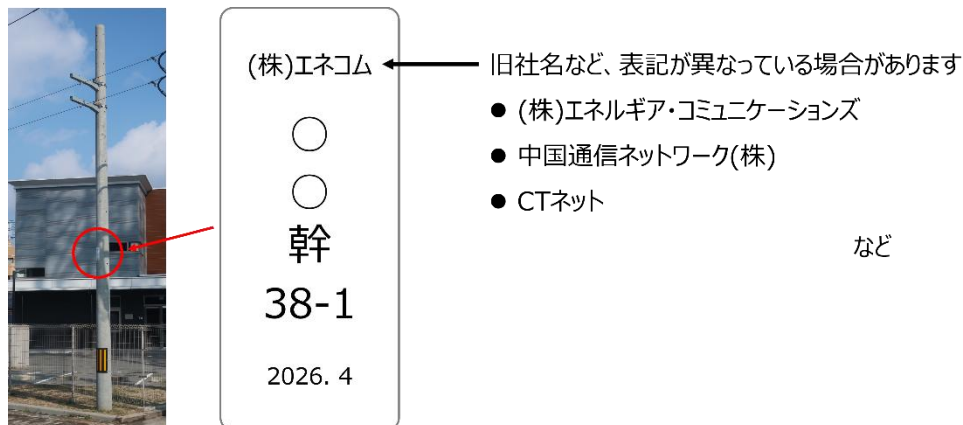 (株)エネコム
○
○
幹
38-1
2026. 4
旧社名など、表記が異なっている場合があります
● (株)エネルギア・コミュニケーションズ
● 中国通信ネットワーク(株)
● CTネット
など